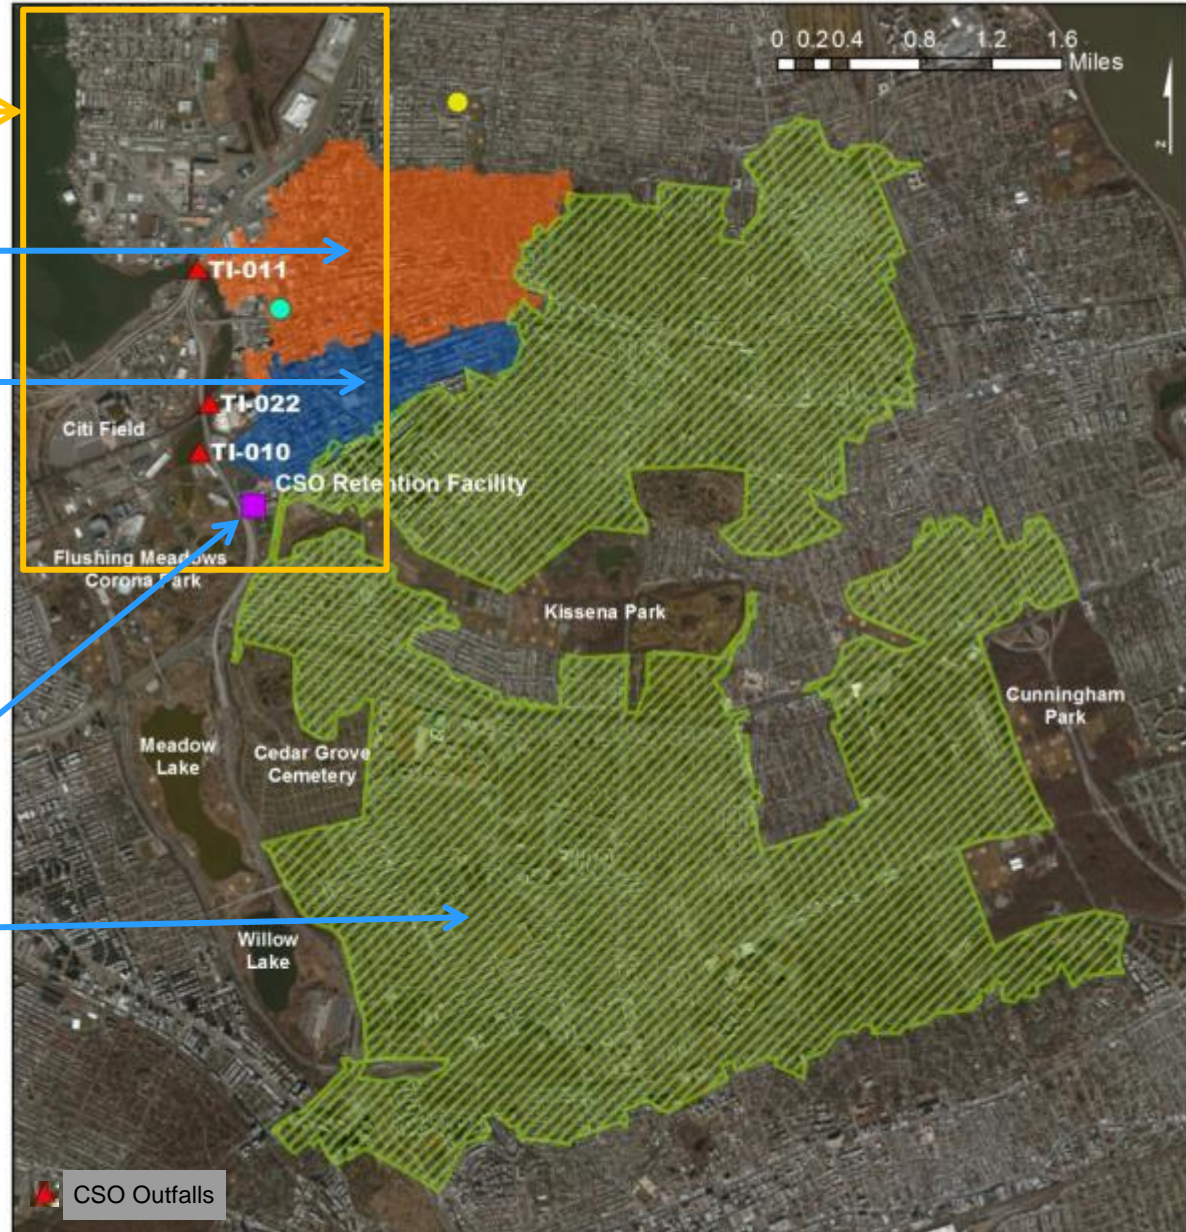 0 0.2 0.4 0.8 1.2 1.6
Miles
z
TI-011
TI-022
Citi Field
TI-010
CSO Retention Facility
Flushing Meadows
Corona Park
Kissena Park
Cunningham
Park
Meadow
Lake
Cedar Grove
Cemetery
Willow
Lake
CSO Outfalls